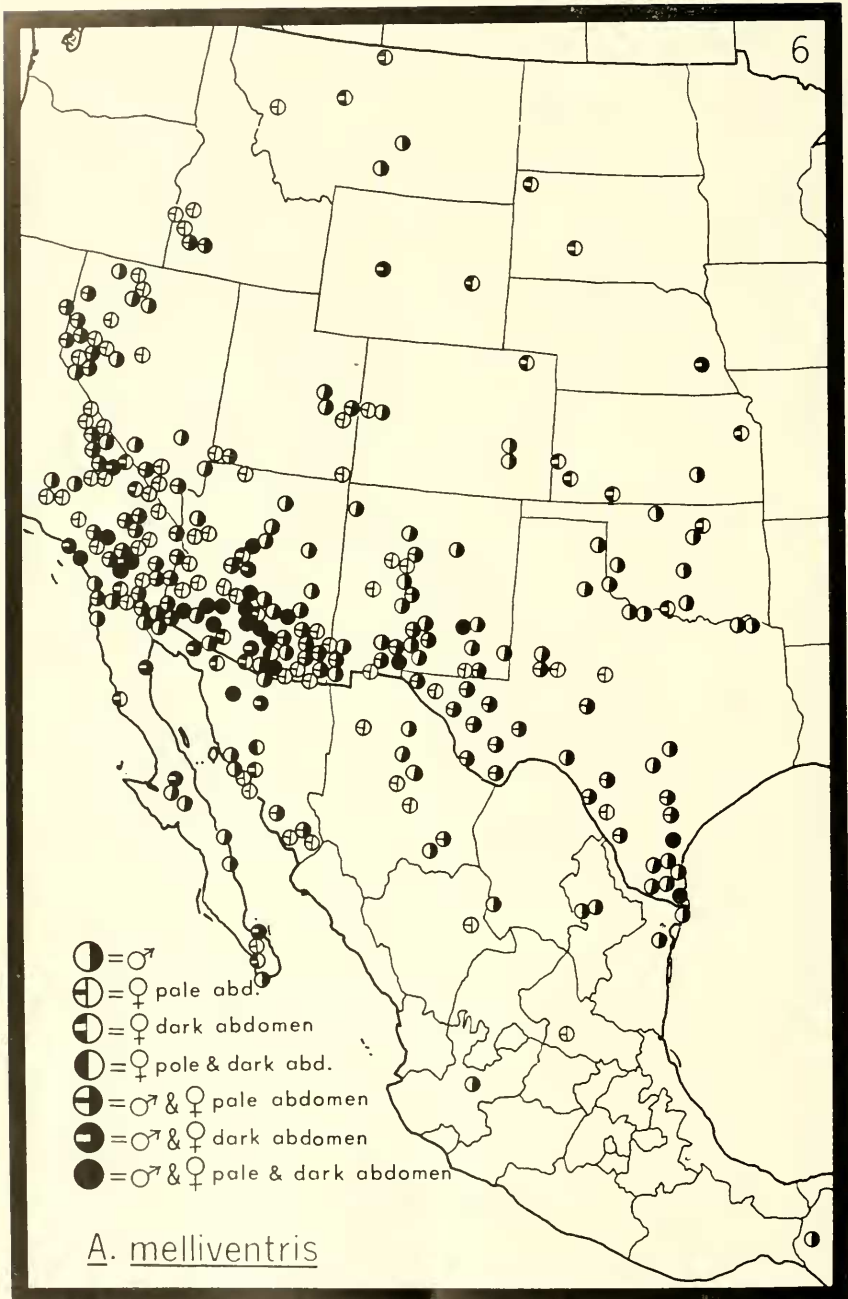 6
= ♂
= ♀ pale abd.
= ♀ dark abdomen
= ♀ pole & dark abd.
= ♂ & ♀ pale abdomen
= ♂ & ♀ dark abdomen
= ♂ & ♀ pale & dark abdomen
A. melliventris